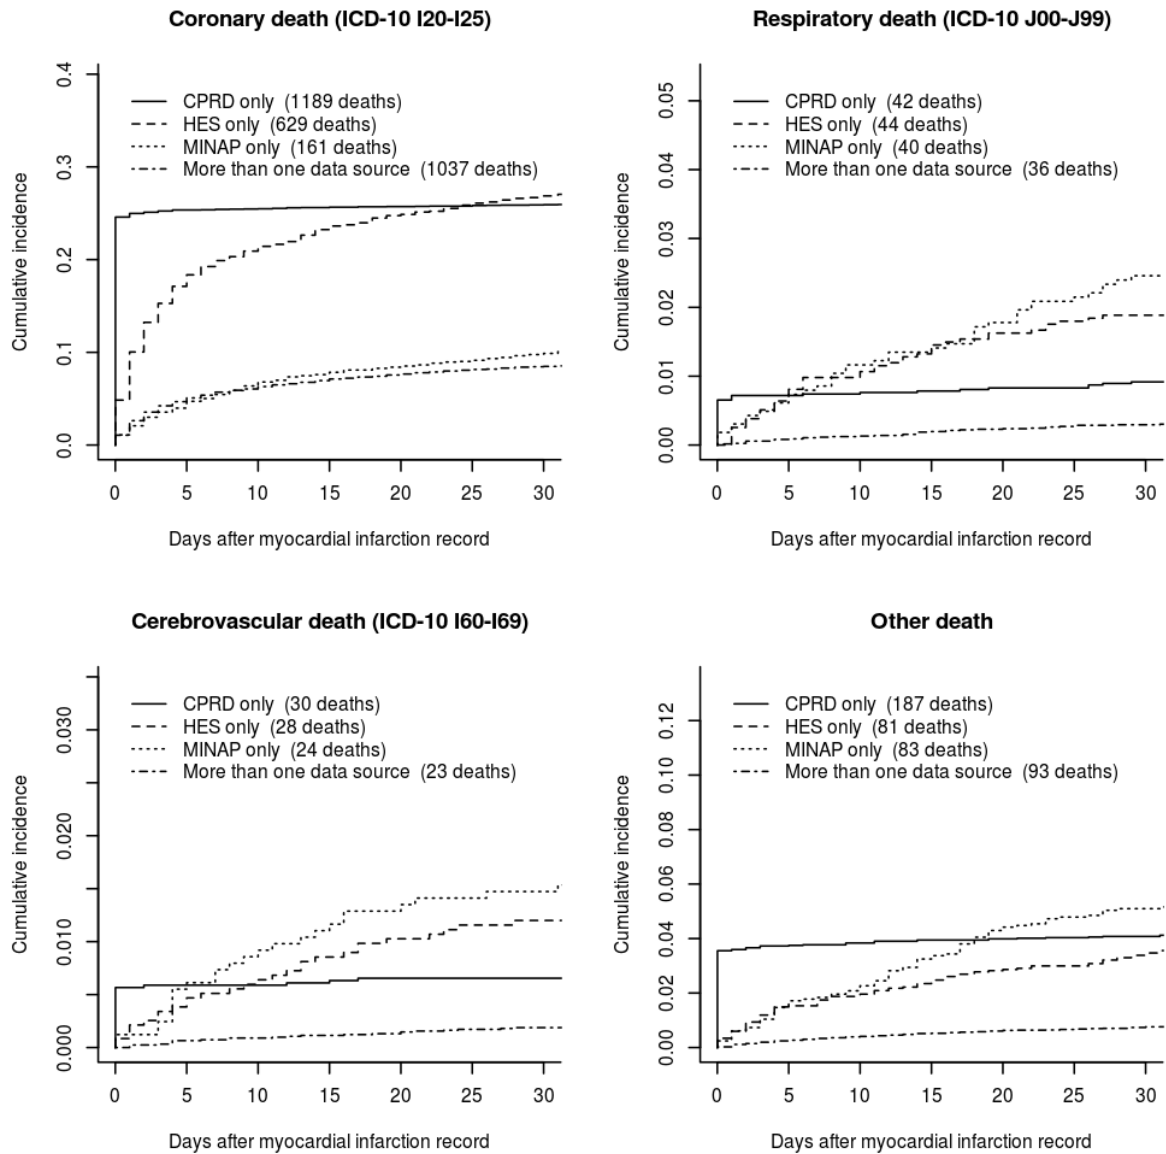 Coronary death (ICD-10 I20-I25)
Cumulative incidence
0.4
0.3
0.2
0.1
0.0
CPRD only (1189 deaths)
HES only (629 deaths)
MINAP only (161 deaths)
More than one data source (1037 deaths)
0 5 10 15 20 25 30
Days after myocardial infarction record
Respiratory death (ICD-10 J00-J99)
Cumulative incidence
0.05
0.04
0.03
0.02
0.01
0.00
CPRD only (42 deaths)
HES only (44 deaths)
MINAP only (40 deaths)
More than one data source (36 deaths)
0 5 10 15 20 25 30
Days after myocardial infarction record
Cerebrovascular death (ICD-10 I60-I69)
Cumulative incidence
0.030
0.020
0.010
0.000
CPRD only (30 deaths)
HES only (28 deaths)
MINAP only (24 deaths)
More than one data source (23 deaths)
0 5 10 15 20 25 30
Days after myocardial infarction record
Other death
Cumulative incidence
0.12
0.10
0.08
0.06
0.04
0.02
0.00
CPRD only (187 deaths)
HES only (81 deaths)
MINAP only (83 deaths)
More than one data source (93 deaths)
0 5 10 15 20 25 30
Days after myocardial infarction record